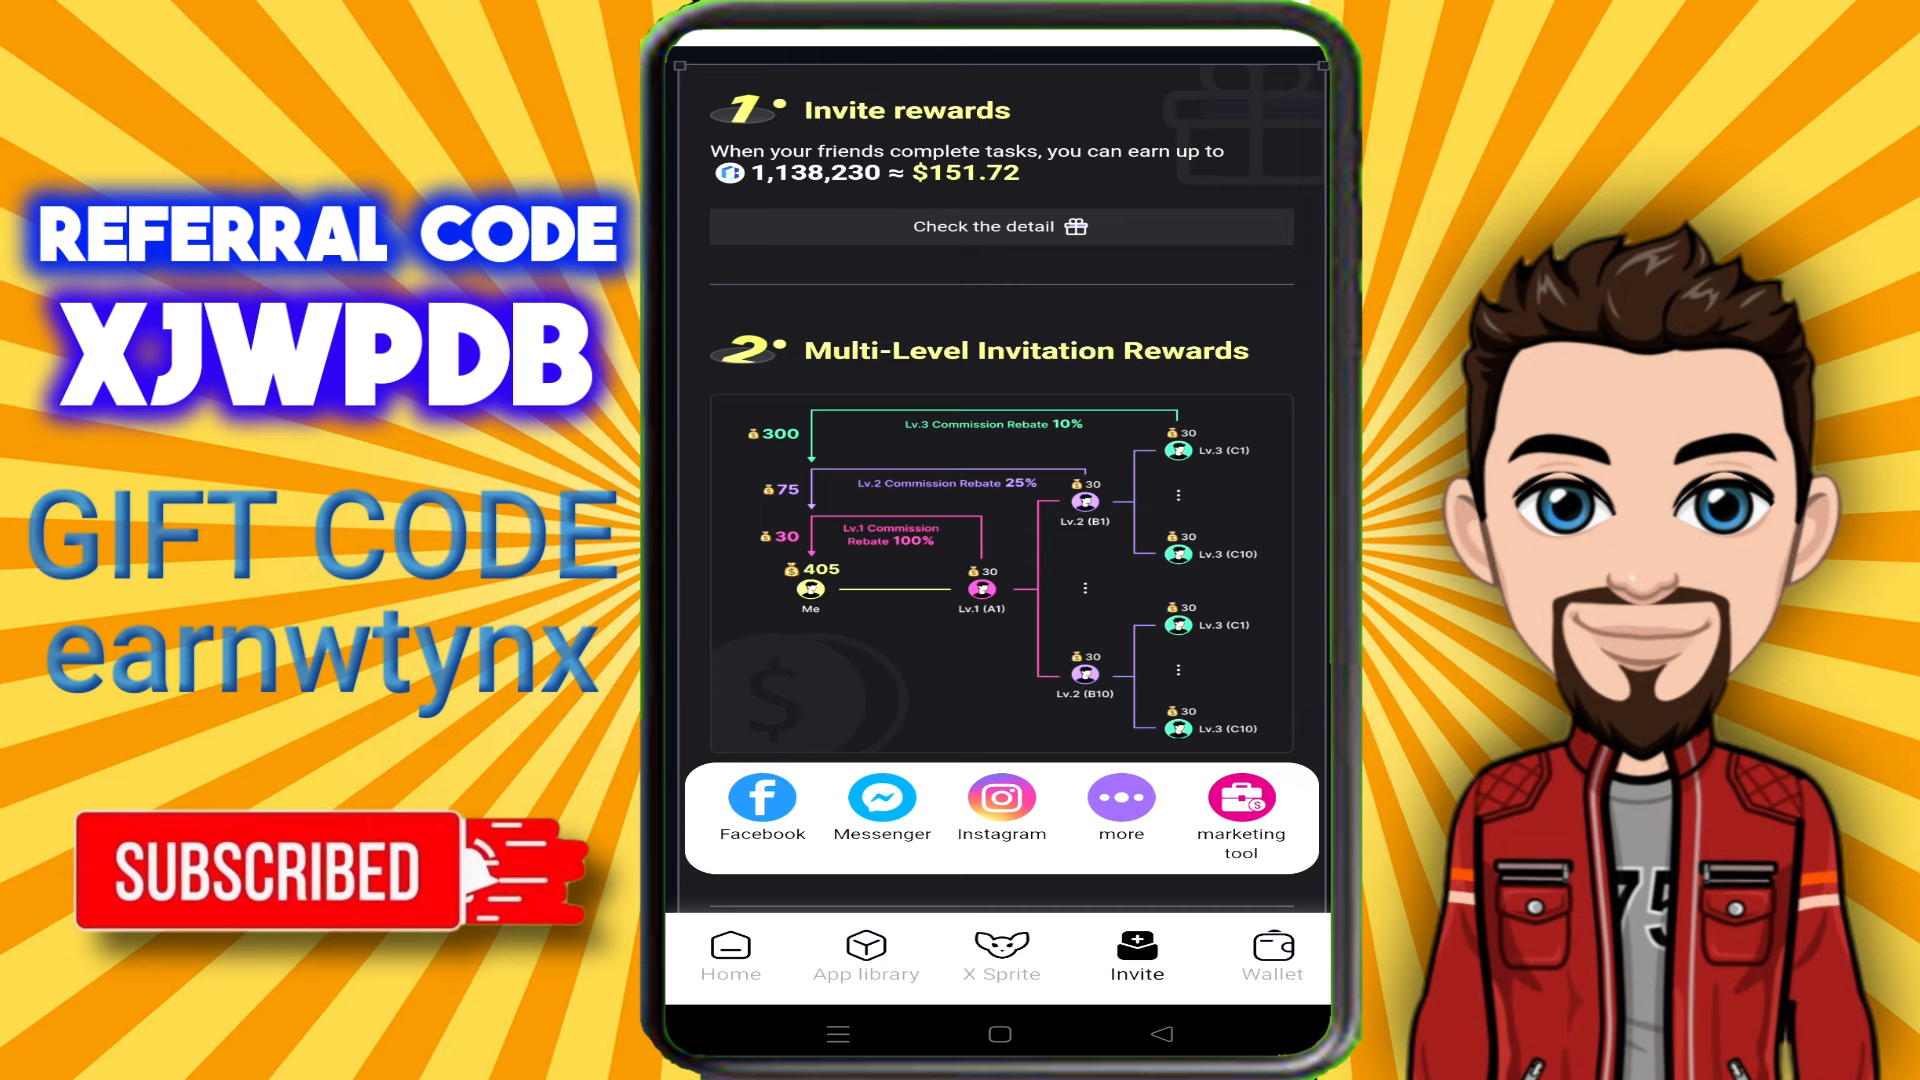 REFERRAL CODE
XJWPDB
GIFT CODE
earnwtynx
SUBSCRIBED
1 Invite rewards
When your friends complete tasks, you can earn up to
1,138,230 ≈ $151.72
Check the detail
2 Multi-Level Invitation Rewards
300
Lv.3 Commission Rebate 10%
30
Lv.3 (C1)
75
Lv.2 Commission Rebate 25%
30
Lv.2 (B1)
30
Lv.1 Commission
Rebate 100%
30
Lv.3 (C10)
405
Me
30
Lv.1 (A1)
30
Lv.3 (C1)
30
Lv.2 (B10)
30
Lv.3 (C10)
$
Facebook
Messenger
Instagram
more
marketing
tool
Home
App library
X Sprite
Invite
Wallet
75